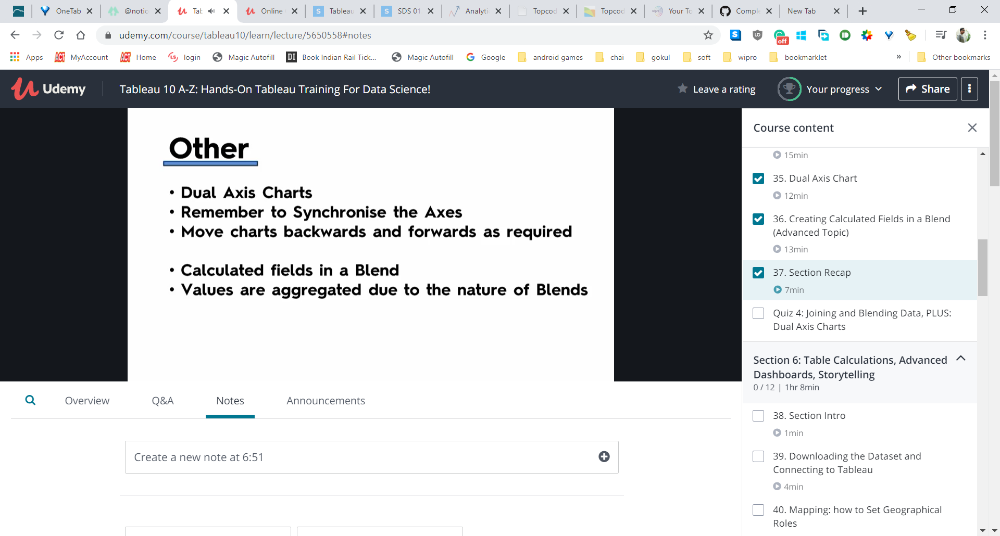 OneTab
@notic
Tab
Online
Tableau
SDS 01
Analytic
Topcod
Topcod
Your To
Comple
New Tab
udemy.com/course/tableau10/learn/lecture/5650558#notes
off
Apps
MyAccount
Home
login
Magic Autofill
DI
Book Indian Rail Tick...
Magic Autofill
Google
android games
chai
gokul
soft
wipro
bookmarklet
»
Other bookmarks
Udemy
Tableau 10 A-Z: Hands-On Tableau Training For Data Science!
Leave a rating
Your progress
Share
Other
• Dual Axis Charts
• Remember to Synchronise the Axes
• Move charts backwards and forwards as required
• Calculated fields in a Blend
• Values are aggregated due to the nature of Blends
Course content
15min
35. Dual Axis Chart
12min
36. Creating Calculated Fields in a Blend
(Advanced Topic)
13min
37. Section Recap
7min
Quiz 4: Joining and Blending Data, PLUS:
Dual Axis Charts
Section 6: Table Calculations, Advanced
Dashboards, Storytelling
0 / 12 | 1hr 8min
38. Section Intro
1min
39. Downloading the Dataset and
Connecting to Tableau
4min
40. Mapping: how to Set Geographical
Roles
Overview
Q&A
Notes
Announcements
Create a new note at 6:51